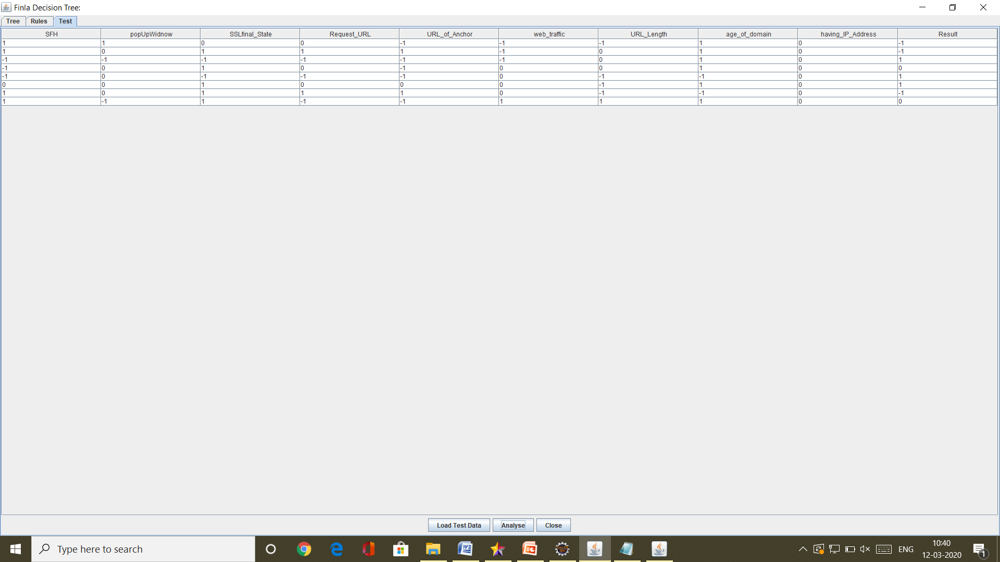 Finla Decision Tree:
Tree Rules Test
SFH popUpWidnow SSLfinal_State Request_URL URL_of_Anchor web_traffic URL_Length age_of_domain having_IP_Address Result
1 1 0 0 -1 -1 -1 1 0 -1
1 0 1 1 1 -1 0 1 0 -1
-1 -1 -1 -1 -1 -1 0 1 0 1
-1 0 1 0 -1 0 0 1 0 0
-1 0 -1 -1 -1 0 -1 -1 0 1
0 0 1 0 0 0 -1 1 0 1
1 0 1 1 1 0 -1 -1 0 -1
1 -1 1 -1 -1 1 1 1 0 0
Load Test Data Analyse Close
Type here to search
ENG
10:40
12-03-2020
1